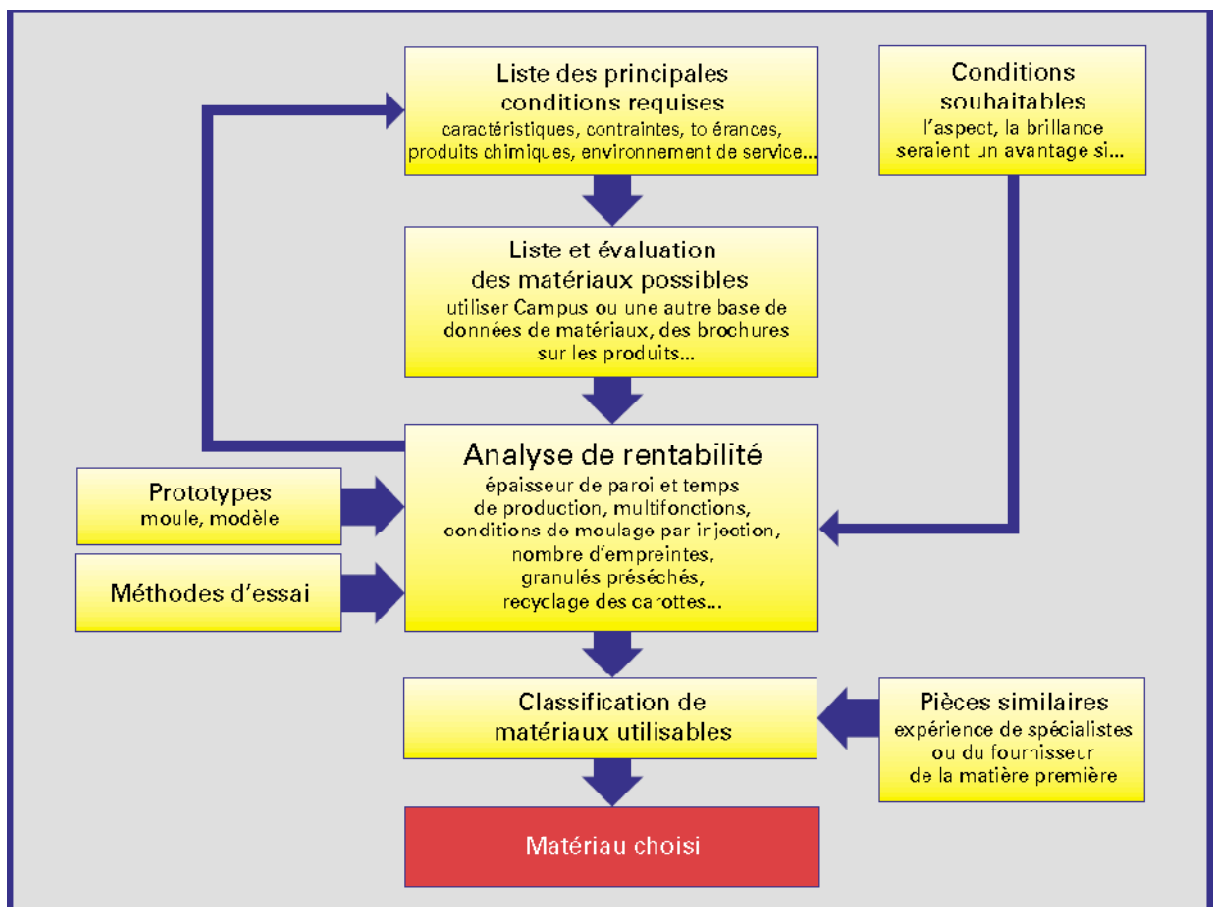 Liste des principales
conditions requises
caractéristiques, contraintes, to érances,
produits chimiques, environnement de service...
Conditions
souhaitables
l'aspect, la brillance
seraient un avantage si...
Liste et évaluation
des matériaux possibles
utiliser Campus ou une autre base de
données de matériaux, des brochures
sur les produits...
Analyse de rentabilité
épaisseur de paroi et temps
de production, multifonctions,
conditions de moulage par injection,
nombre d'empreintes,
granulés préséchés,
recyclage des carottes...
Prototypes
moule, modèle
Méthodes d'essai
Classification de
matériaux utilisables
Pièces similaires
expérience de spécialistes
ou du fournisseur
de la matière première
Matériau choisi